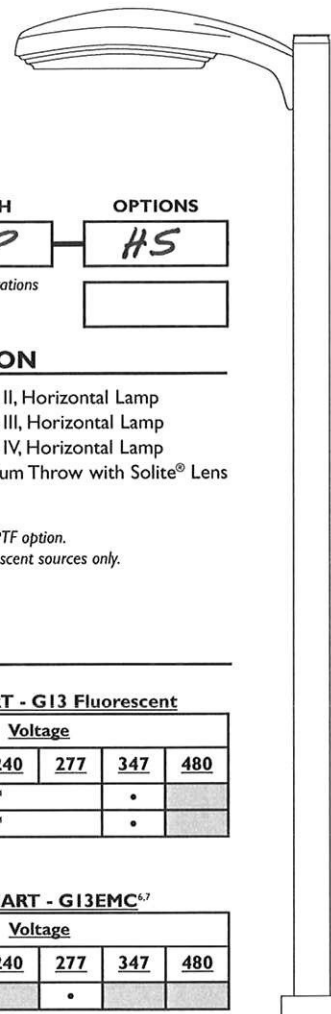 H OPTIONS
P HS
ations
ON
II, Horizontal Lamp
III, Horizontal Lamp
IV, Horizontal Lamp
um Throw with Solite® Lens
PTF option.
scent sources only.
RT - G13 Fluorescent
Voltage
240 277 347 480
•
•
ART - G13EMC6,7
Voltage
240 277 347 480
•